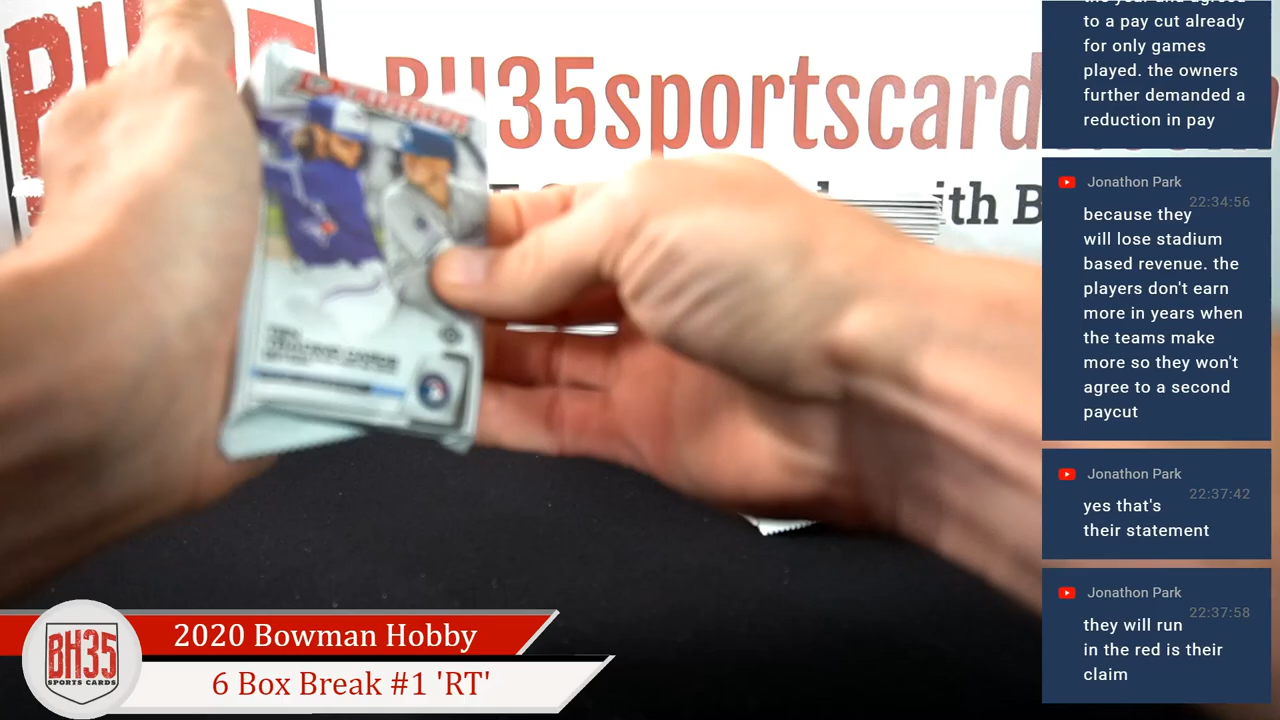 BH35
BH35sportscard
ith B
Bowman
to a pay cut already
for only games
played. the owners
further demanded a
reduction in pay
Jonathon Park
22:34:56
because they
will lose stadium
based revenue. the
players don't earn
more in years when
the teams make
more so they won't
agree to a second
paycut
Jonathon Park
22:37:42
yes that's
their statement
Jonathon Park
22:37:58
they will run
in the red is their
claim
BH35
SPORTS CARDS
2020 Bowman Hobby
6 Box Break #1 'RT'